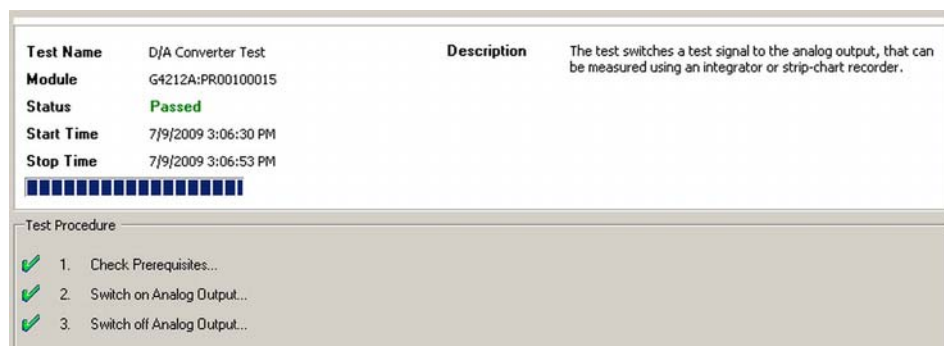 Test Name D/A Converter Test Description The test switches a test signal to the analog output, that can
be measured using an integrator or strip-chart recorder.
Module G4212A:PR00100015
Status Passed
Start Time 7/9/2009 3:06:30 PM
Stop Time 7/9/2009 3:06:53 PM
Test Procedure
1. Check Prerequisites...
2. Switch on Analog Output...
3. Switch off Analog Output...